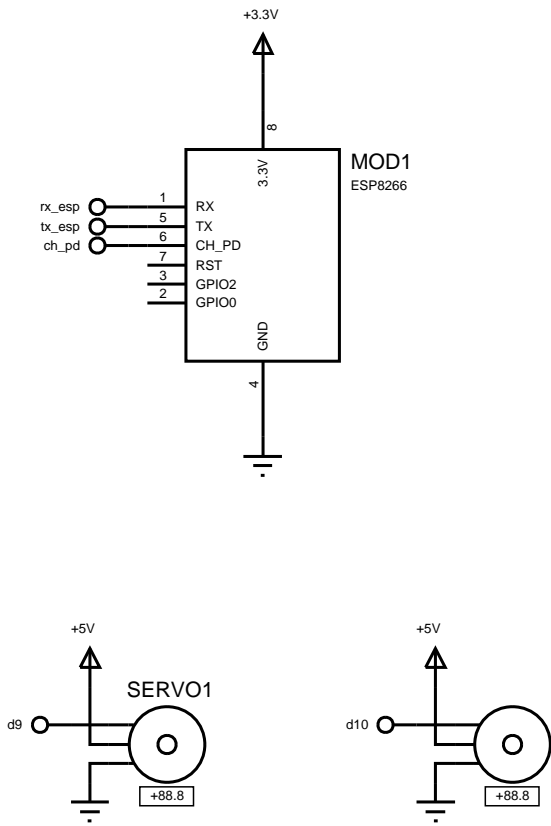 +3.3V
8
3.3V
MOD1
ESP8266
rx_esp 1 RX
tx_esp 5 TX
ch_pd 6 CH_PD
7 RST
3 GPIO2
2 GPIO0
GND
4
+5V +5V
SERVO1
d9 d10
+88.8 +88.8